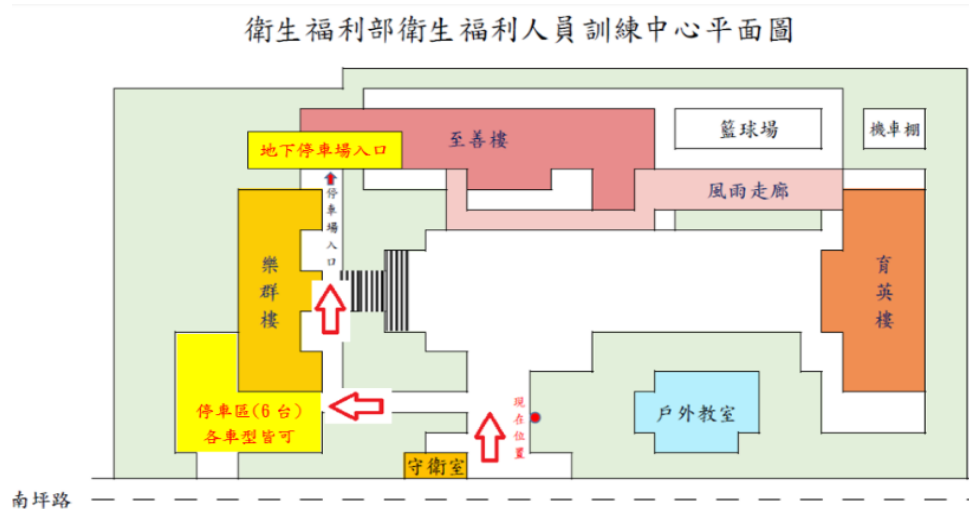 衛生福利部衛生福利人員訓練中心平面圖
地下停車場入口
至善樓
籃球場
機車棚
停車場入口
風雨走廊
樂群樓
育英樓
停車區(6 台)
各車型皆可
現在位置
戶外教室
守衛室
南坪路